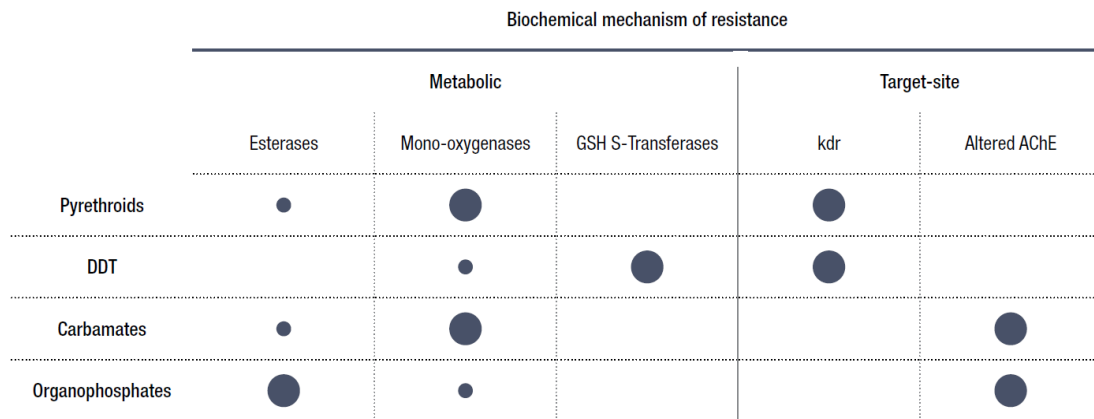 Biochemical mechanism of resistance
Metabolic Target-site
Esterases Mono-oxygenases GSH S-Transferases kdr Altered AChE
Pyrethroids
DDT
Carbamates
Organophosphates